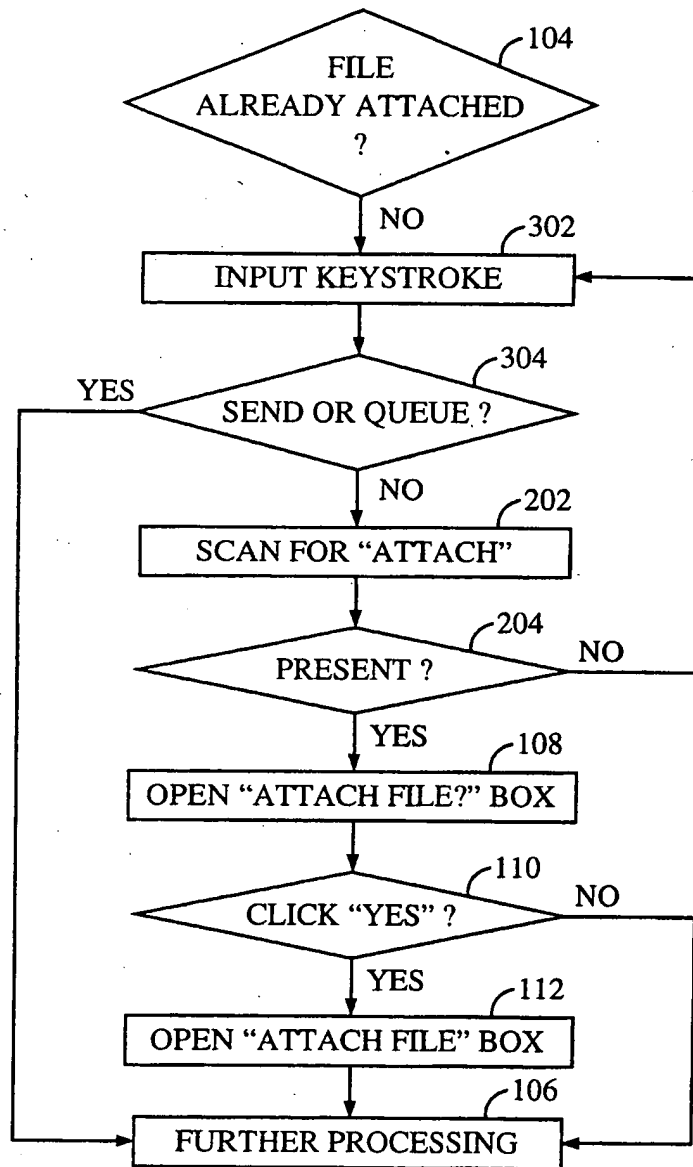 104
FILE
ALREADY ATTACHED
?
NO
302
INPUT KEYSTROKE
304
YES
SEND OR QUEUE ?
NO
202
SCAN FOR “ATTACH”
204
NO
PRESENT ?
YES
108
OPEN “ATTACH FILE?” BOX
110
NO
CLICK “YES” ?
YES
112
OPEN “ATTACH FILE” BOX
106
FURTHER PROCESSING